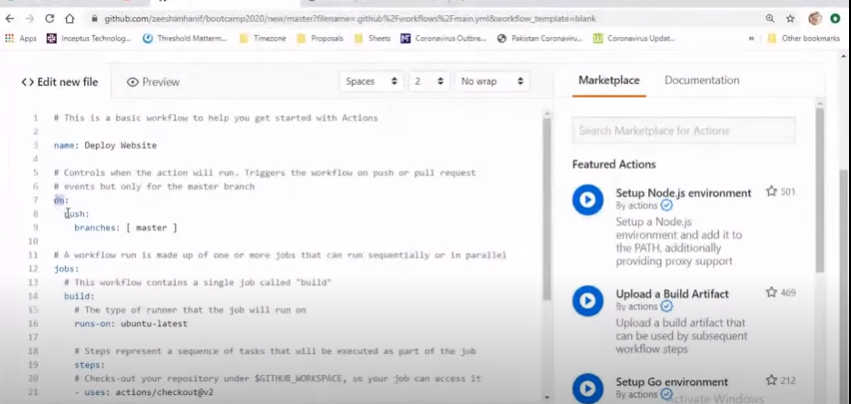 github.com/zeeshanhanif/bootcamp2020/new/master?filename=.github%2Fworkflows%2Fmain.yml&workflow_template=blank
Apps Inceptus Technolog... Threshold Matterm... Timezone Proposals Sheets Coronavirus Outbre... Pakistan Coronaviru... Coronavirus Updat... » Other bookmarks
<> Edit new file Preview Spaces 2 No wrap
Marketplace Documentation
1 # This is a basic workflow to help you get started with Actions
2
3 name: Deploy Website
4
5 # Controls when the action will run. Triggers the workflow on push or pull request
6 # events but only for the master branch
7 on:
8 push:
9 branches: [ master ]
10
11 # A workflow run is made up of one or more jobs that can run sequentially or in parallel
12 jobs:
13 # This workflow contains a single job called "build"
14 build:
15 # The type of runner that the job will run on
16 runs-on: ubuntu-latest
17
18 # Steps represent a sequence of tasks that will be executed as part of the job
19 steps:
20 # Checks-out your repository under $GITHUB_WORKSPACE, so your job can access it
21 - uses: actions/checkout@v2
Search Marketplace for Actions
Featured Actions
Setup Node.js environment 501
By actions
Setup a Node.js
environment and add it to
the PATH, additionally
providing proxy support
Upload a Build Artifact 469
By actions
Upload a build artifact that
can be used by subsequent
workflow steps
Setup Go environment 212
By actions
Activate Windows